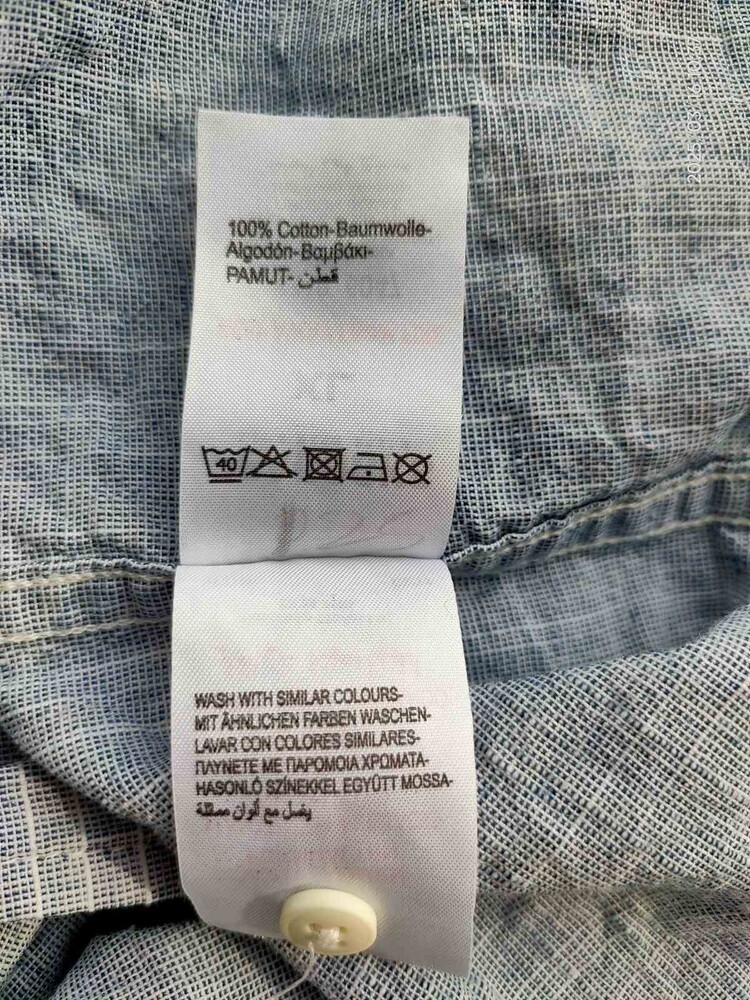 100% Cotton-Baumwolle-
Algodón-Βαμβάκι-
PAMUT- قطن
40
WASH WITH SIMILAR COLOURS-
MIT ÄHNLICHEN FARBEN WASCHEN-
LAVAR CON COLORES SIMILARES-
ΠΛΥΝΕΤΕ ΜΕ ΠΑΡΟΜΟΙΑ ΧΡΩΜΑΤΑ-
HASONLÓ SZÍNEKKEL EGYÜTT MOSSA-
يغسل مع ألوان مماثلة